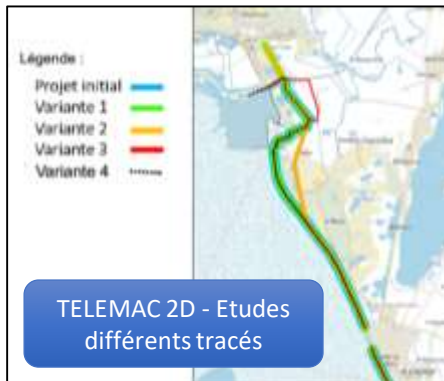 Légende :
Projet initial
Variante 1
Variante 2
Variante 3
Variante 4
TELEMAC 2D - Etudes
différents tracés